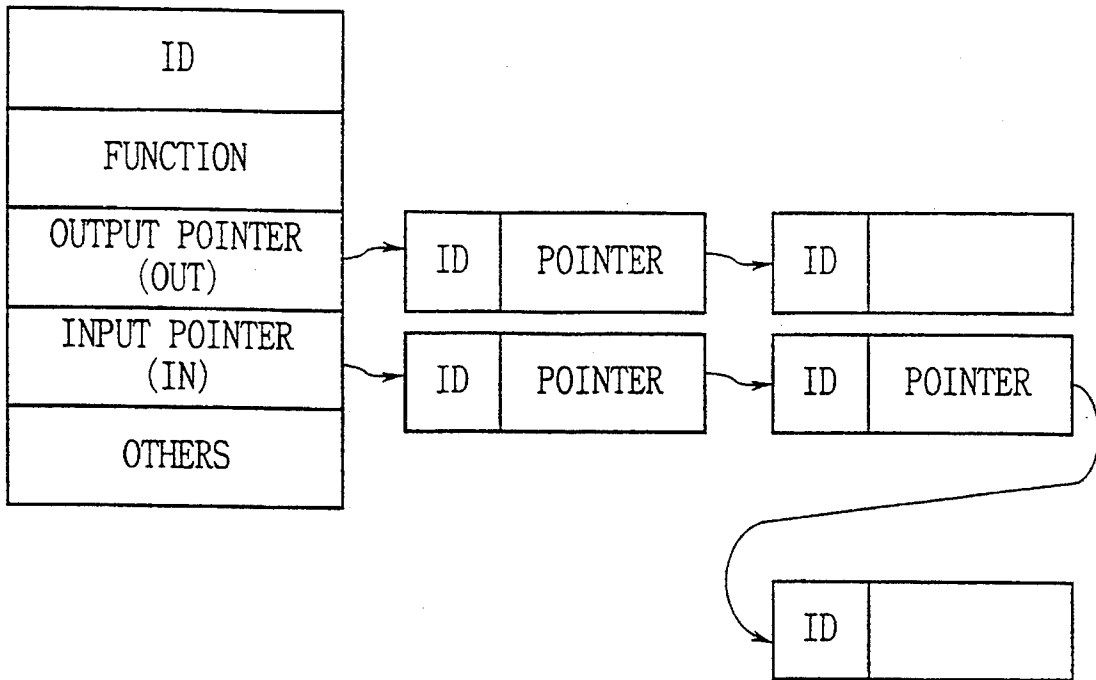 ID
FUNCTION
OUTPUT POINTER
(OUT)
ID POINTER
ID
INPUT POINTER
(IN)
ID POINTER
ID POINTER
OTHERS
ID